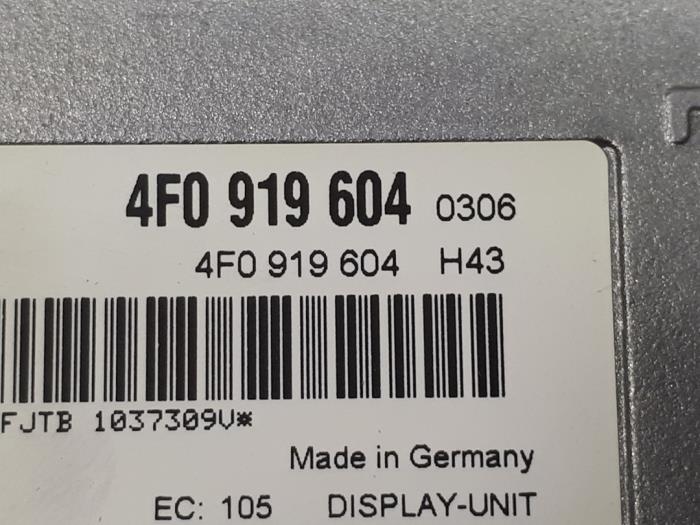 4F0 919 604 0306
4F0 919 604 H43
FJTB 1037309V*
Made in Germany
EC: 105 DISPLAY-UNIT